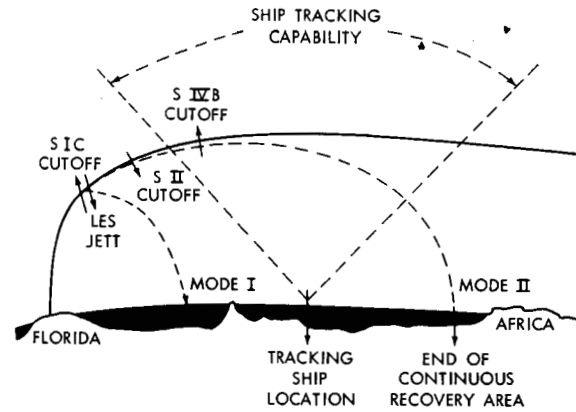 SHIP TRACKING
CAPABILITY
S IVB
CUTOFF
S IC
CUTOFF
S II
CUTOFF
LES
JETT
MODE I
MODE II
FLORIDA
AFRICA
TRACKING
SHIP
LOCATION
END OF
CONTINUOUS
RECOVERY AREA